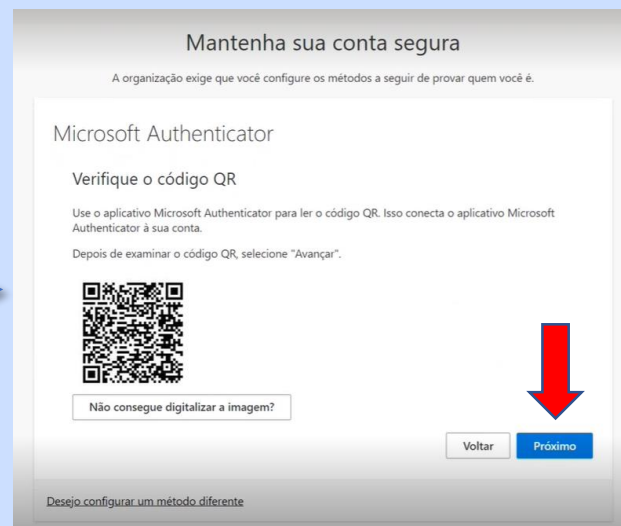 Mantenha sua conta segura
A organização exige que você configure os métodos a seguir de provar quem você é.
Microsoft Authenticator
Verifique o código QR
Use o aplicativo Microsoft Authenticator para ler o código QR. Isso conecta o aplicativo Microsoft
Authenticator à sua conta.
Depois de examinar o código QR, selecione "Avançar".
Não consegue digitalizar a imagem?
Voltar Próximo
Desejo configurar um método diferente